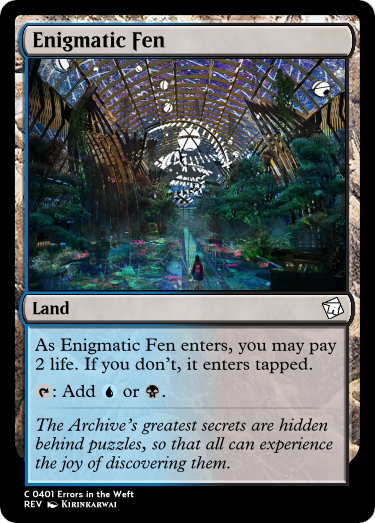 Enigmatic Fen
Land
As Enigmatic Fen enters, you may pay
2 life. If you don't, it enters tapped.
: Add or .
The Archive's greatest secrets are hidden
behind puzzles, so that all can experience
the joy of discovering them.
C 0401 Errors in the Weft
REV Kirinkarwai